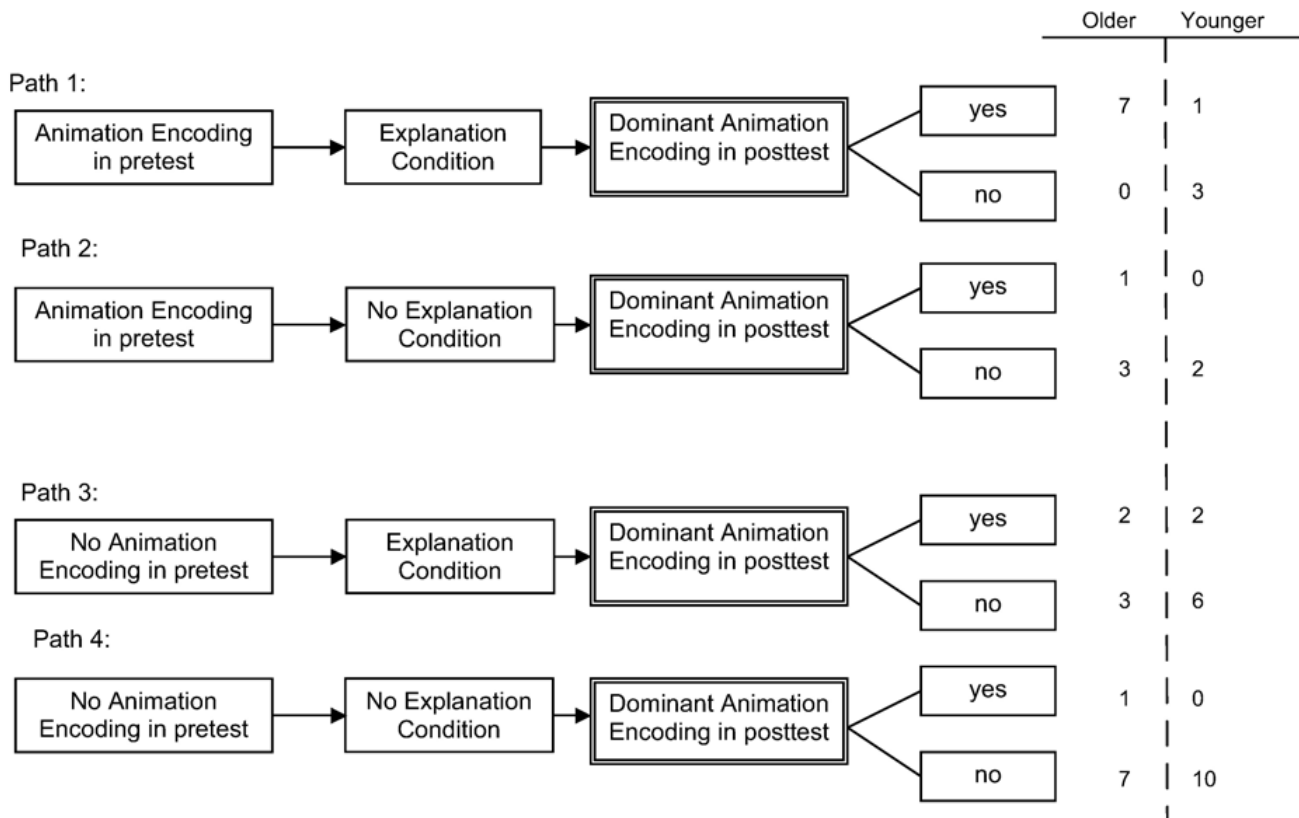 Older Younger
Path 1:
Animation Encoding
in pretest
Explanation
Condition
Dominant Animation
Encoding in posttest
yes
7 1
no
0 3
Path 2:
Animation Encoding
in pretest
No Explanation
Condition
Dominant Animation
Encoding in posttest
yes
1 0
no
3 2
Path 3:
No Animation
Encoding in pretest
Explanation
Condition
Dominant Animation
Encoding in posttest
yes
2 2
no
3 6
Path 4:
No Animation
Encoding in pretest
No Explanation
Condition
Dominant Animation
Encoding in posttest
yes
1 0
no
7 10